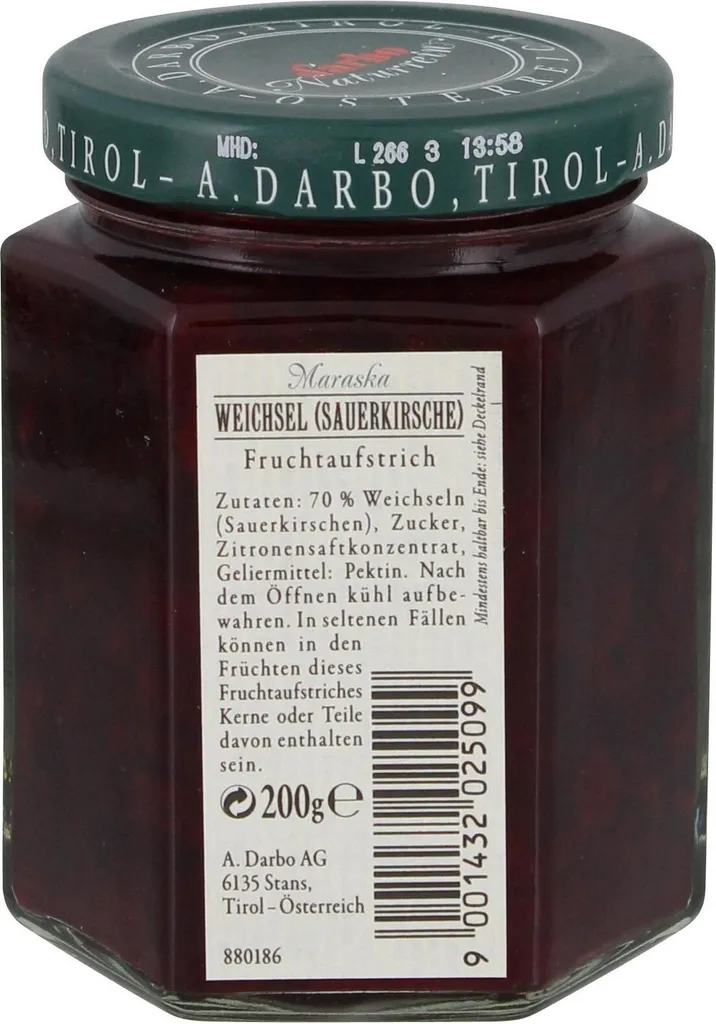 A. DARBO, TIROL
Darbo
Naturrein
ÖSTERREIC
MHD: L 266 3 13:58
, TIROL - A. DARBO, TIROL - A. D
Maraska
WEICHSEL (SAUERKIRSCHE)
Fruchtaufstrich
Zutaten: 70 % Weichseln
(Sauerkirschen), Zucker,
Zitronensaftkonzentrat,
Geliermittel: Pektin. Nach
dem Öffnen kühl aufbe-
wahren. In seltenen Fällen
können in den
Früchten dieses
Fruchtaufstriches
Kerne oder Teile
davon enthalten
sein.
200g e
A. Darbo AG
6135 Stans,
Tirol – Österreich
880186
Mindestens haltbar bis Ende: siehe Deckelrand
9 001432 025099